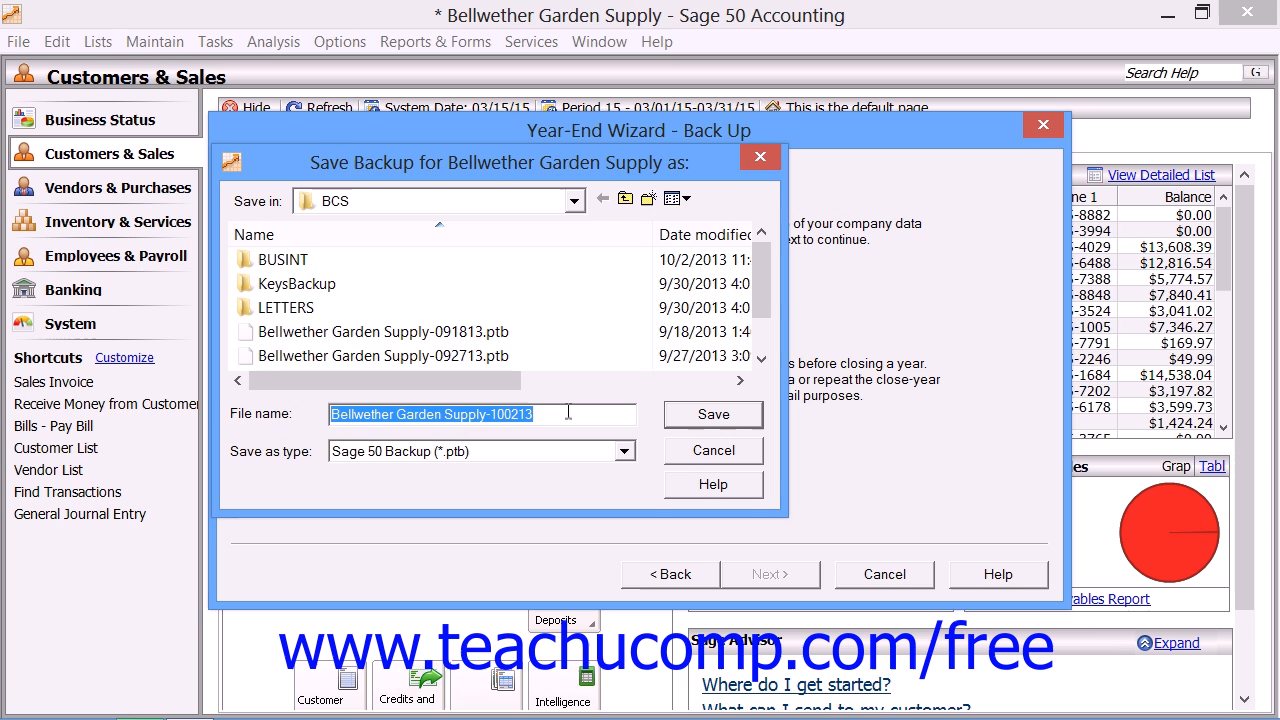 * Bellwether Garden Supply - Sage 50 Accounting
File Edit Lists Maintain Tasks Analysis Options Reports & Forms Services Window Help
Customers & Sales
Search Help
G
Hide Refresh System Date: 03/15/15 Period 15 - 03/01/15-03/31/15 This is the default page
Business Status
Customers & Sales
Vendors & Purchases
Inventory & Services
Employees & Payroll
Banking
System
Shortcuts Customize
Sales Invoice
Receive Money from Custome
Bills - Pay Bill
Customer List
Vendor List
Find Transactions
General Journal Entry
Year-End Wizard - Back Up
Save Backup for Bellwether Garden Supply as:
Save in: BCS
Name Date modified
BUSINT 10/2/2013 11:
KeysBackup 9/30/2013 4:0
LETTERS 9/30/2013 4:0
Bellwether Garden Supply-091813.ptb 9/18/2013 1:4
Bellwether Garden Supply-092713.ptb 9/27/2013 3:0
File name: Bellwether Garden Supply-100213
Save
Save as type: Sage 50 Backup (*.ptb)
Cancel
Help
of your company data
ext to continue.
s before closing a year.
a or repeat the close-year
ail purposes.
< Back Next > Cancel Help
View Detailed List
ne 1 Balance
-8882 $0.00
-3994 $0.00
-4029 $13,608.39
-6488 $12,816.54
-7388 $5,774.57
-8848 $7,840.41
-3524 $3,041.02
-1005 $7,346.27
-7791 $169.97
-2246 $49.99
-1684 $14,538.04
-7202 $3,197.82
-6178 $3,599.73
$1,424.24
es Grap Tabl
ables Report
Deposits
Sage Advisor
Expand
www.teachucomp.com/free
Customer
Credits and
Intelligence
Where do I get started?
What can I send to my customer?